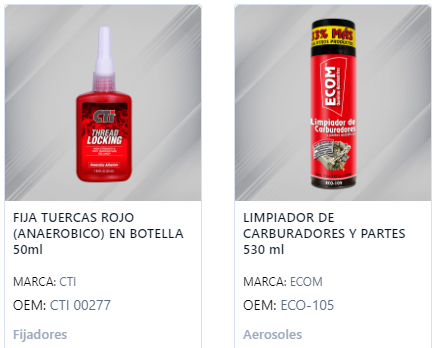 CTI
THREAD
LOCKING
33% MÁS
ECOM
Limpiador de
Carburadores
ECO-105
FIJA TUERCAS ROJO
(ANAEROBICO) EN BOTELLA
50ml
MARCA: CTI
OEM: CTI 00277
Fijadores
LIMPIADOR DE
CARBURADORES Y PARTES
530 ml
MARCA: ECOM
OEM: ECO-105
Aerosoles